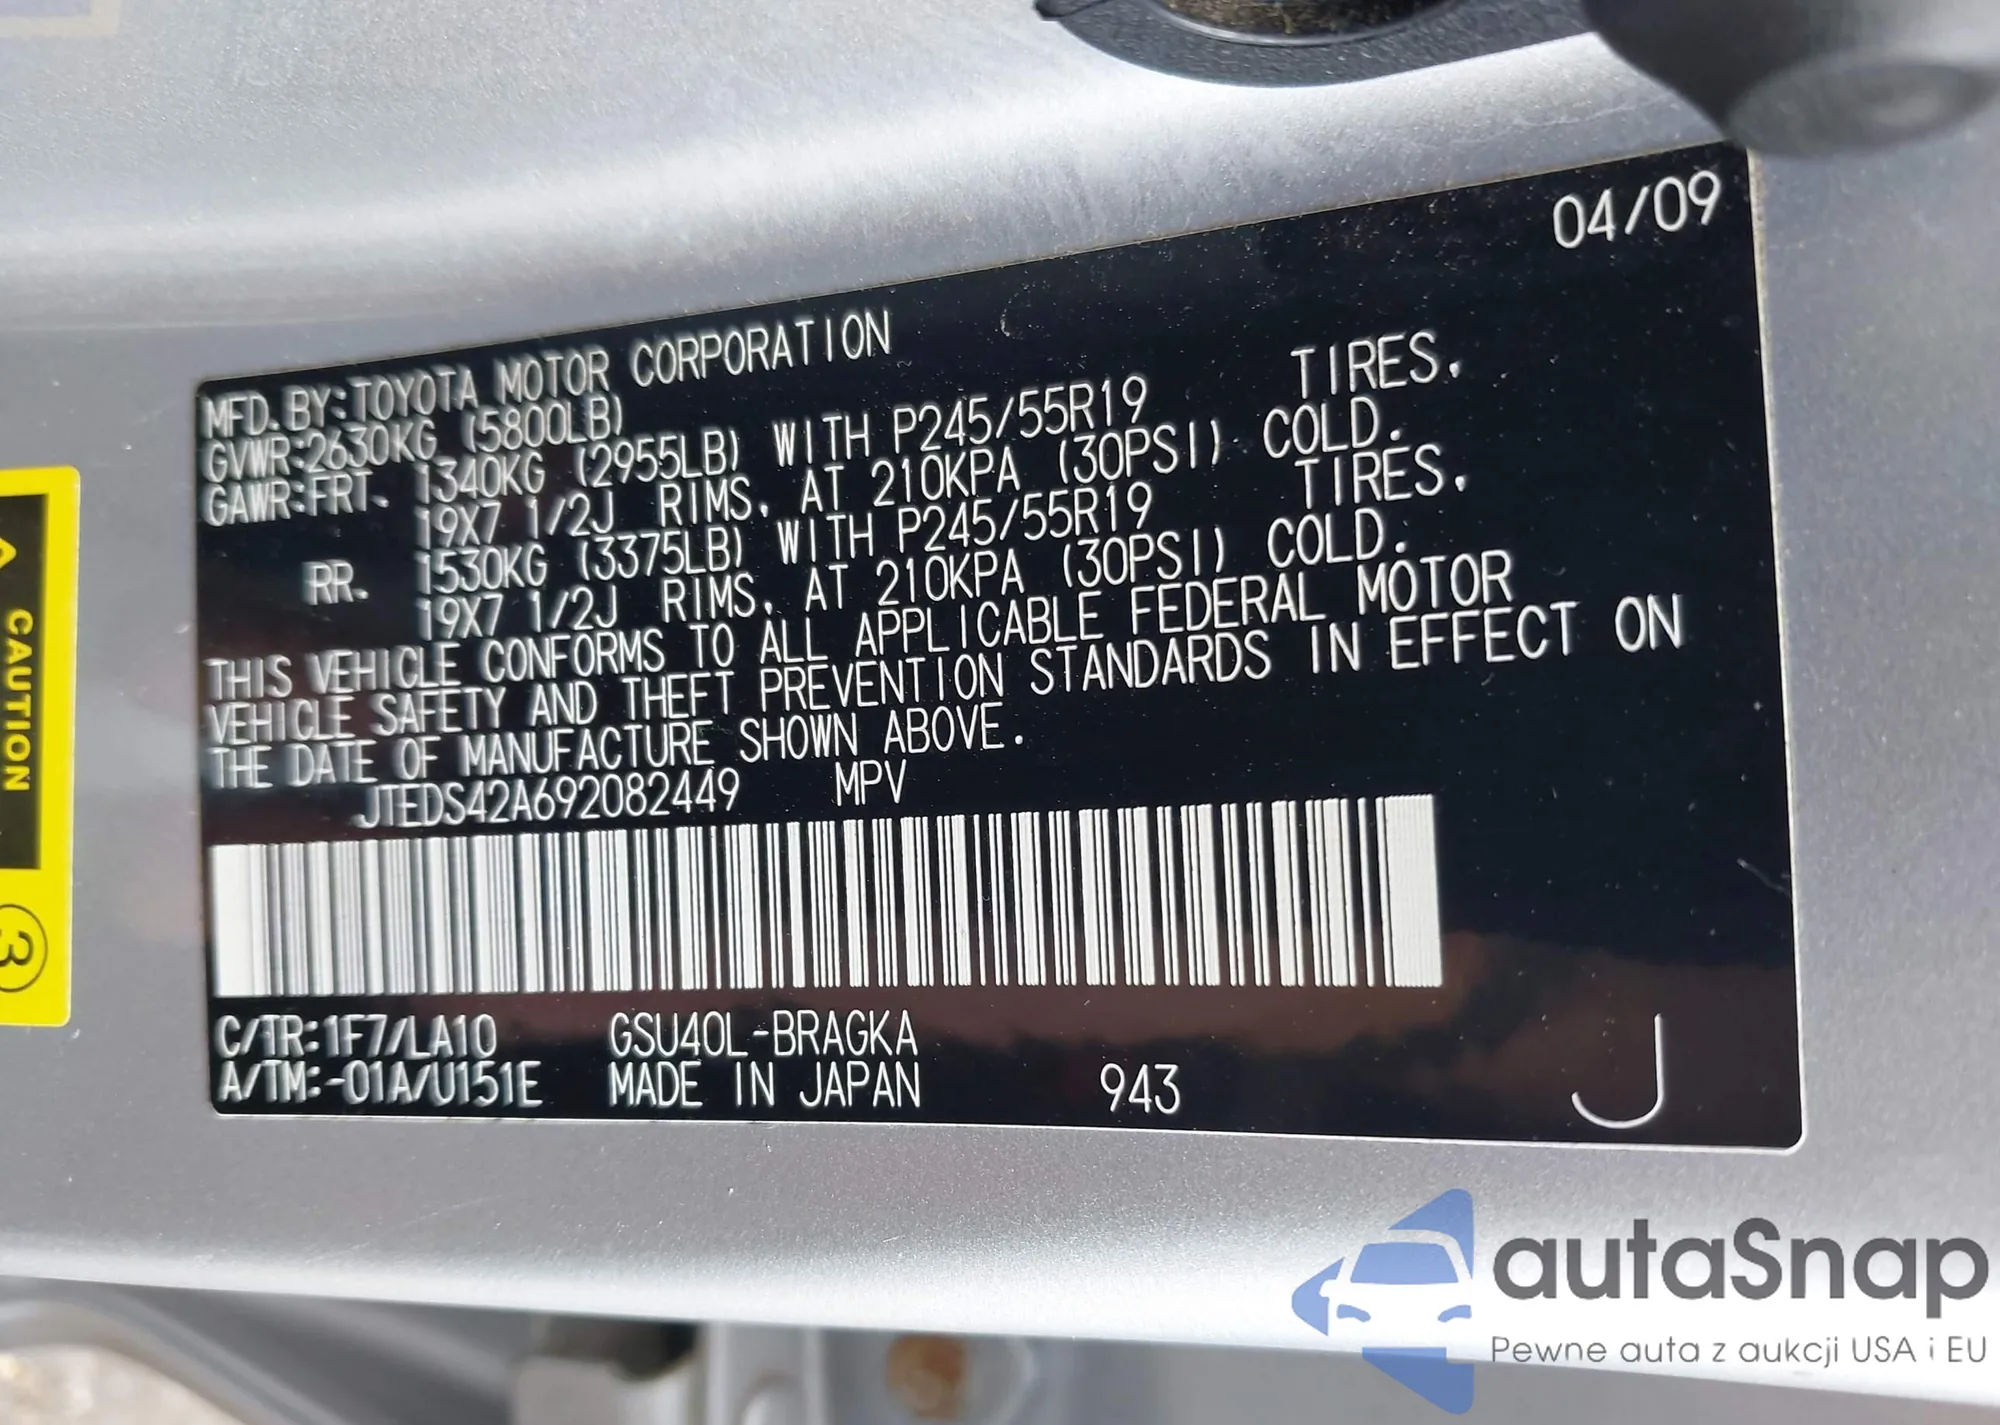 04/09
MFD.BY:TOYOTA MOTOR CORPORATION
GVWR:2630KG (5800LB)
GAWR:FRT. 1340KG (2955LB) WITH P245/55R19 TIRES.
19X7 1/2J RIMS, AT 210KPA (30PSI) COLD.
RR. 1530KG (3375LB) WITH P245/55R19 TIRES.
19X7 1/2J RIMS, AT 210KPA (30PSI) COLD.
THIS VEHICLE CONFORMS TO ALL APPLICABLE FEDERAL MOTOR
VEHICLE SAFETY AND THEFT PREVENTION STANDARDS IN EFFECT ON
THE DATE OF MANUFACTURE SHOWN ABOVE.
JTEDS42A692082449 MPV
C/TR:1F7/LA10 GSU40L-BRAGKA
A/TM:-01A/U151E MADE IN JAPAN 943 J
CAUTION
3
autaSnap
Pewne auta z aukcji USA i EU